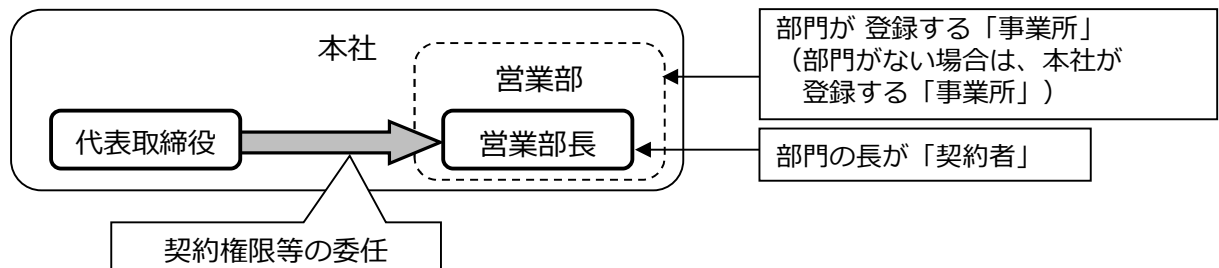 本社
営業部
代表取締役
営業部長
契約権限等の委任
部門が 登録する「事業所」
（部門がない場合は、本社が
登録する「事業所」）
部門の長が「契約者」